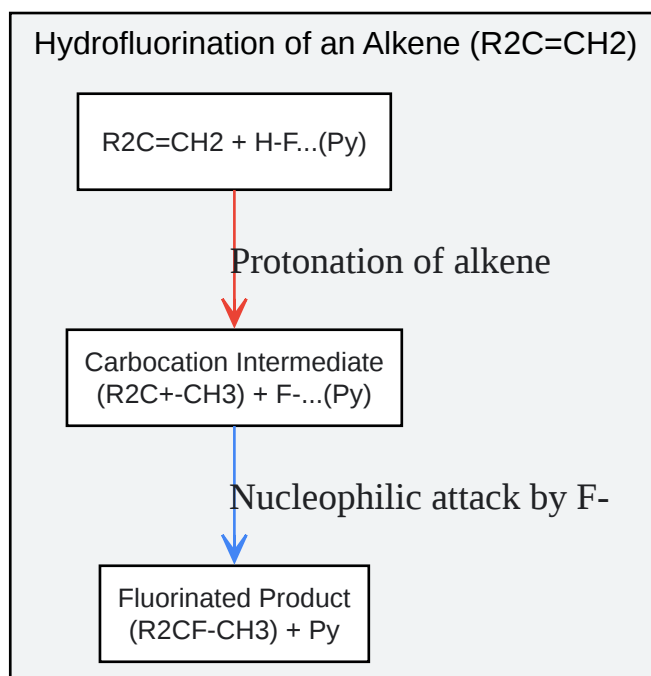 Hydrofluorination of an Alkene (R2C=CH2)
R2C=CH2 + H-F...(Py)
Protonation of alkene
Carbocation Intermediate
(R2C+-CH3) + F-...(Py)
Nucleophilic attack by F-
Fluorinated Product
(R2CF-CH3) + Py